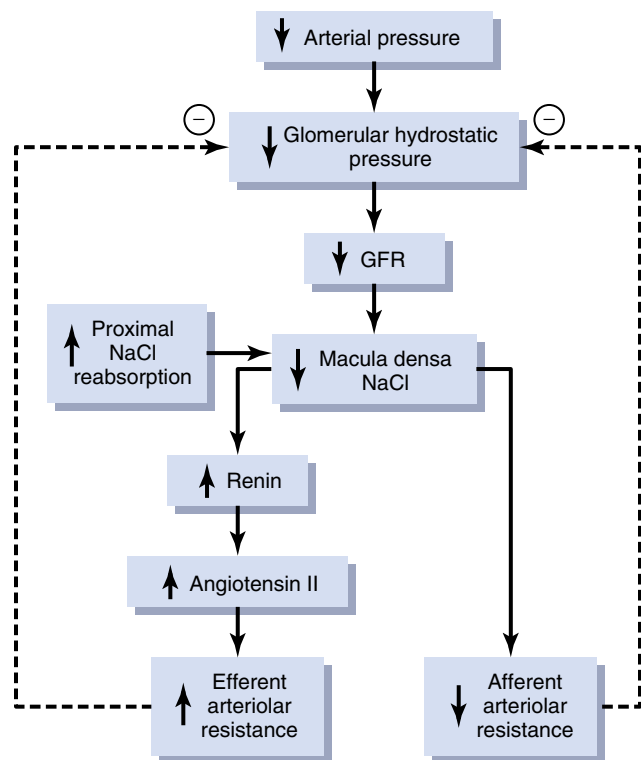 Arterial pressure
−
−
Glomerular hydrostatic
pressure
GFR
Proximal
NaCl
reabsorption
Macula densa
NaCl
Renin
Angiotensin II
Efferent
arteriolar
resistance
Afferent
arteriolar
resistance